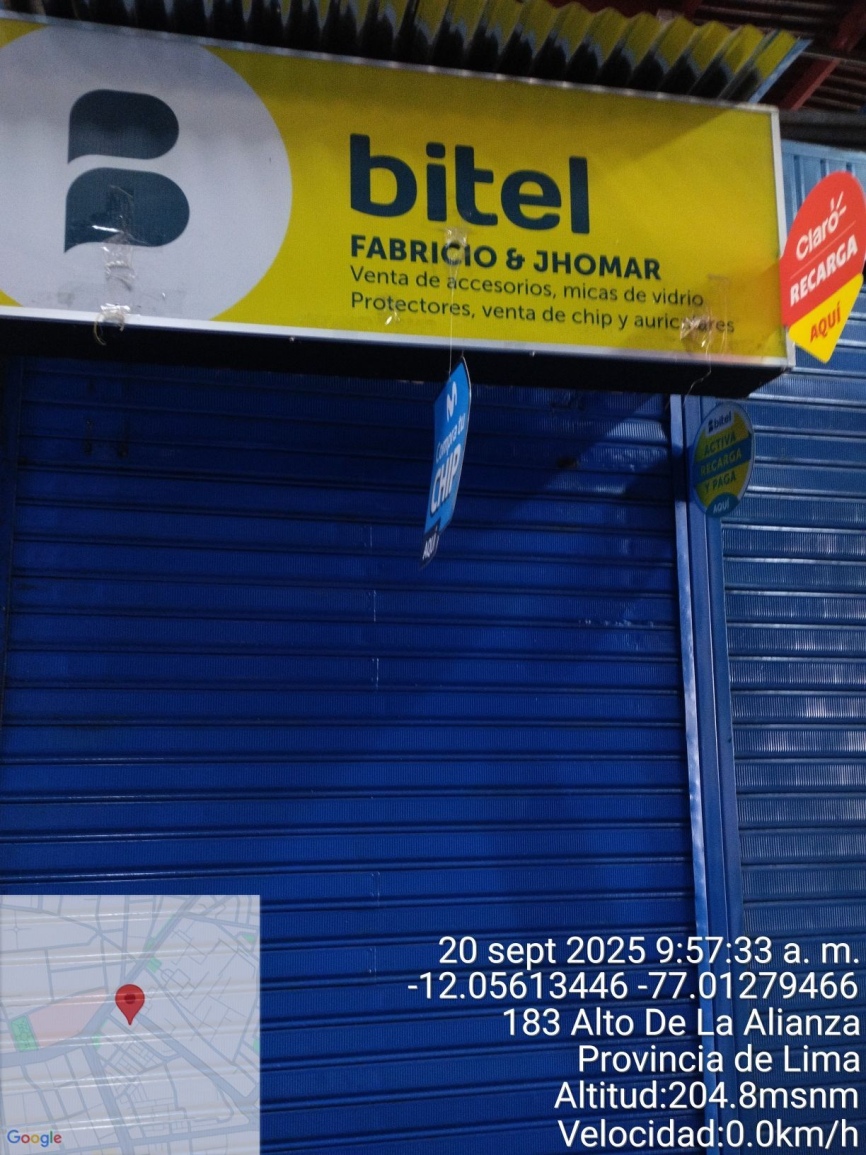 bitel
FABRICIO & JHOMAR
Venta de accesorios, micas de vidrio
Protectores, venta de chip y auriculares
Claro
RECARGA
AQUÍ
Compra tu
CHIP
AQUÍ
bitel
ACTIVA
RECARGA
Y PAGA
AQUÍ
20 sept 2025 9:57:33 a. m.
-12.05613446 -77.01279466
183 Alto De La Alianza
Provincia de Lima
Altitud:204.8msnm
Velocidad:0.0km/h
Google